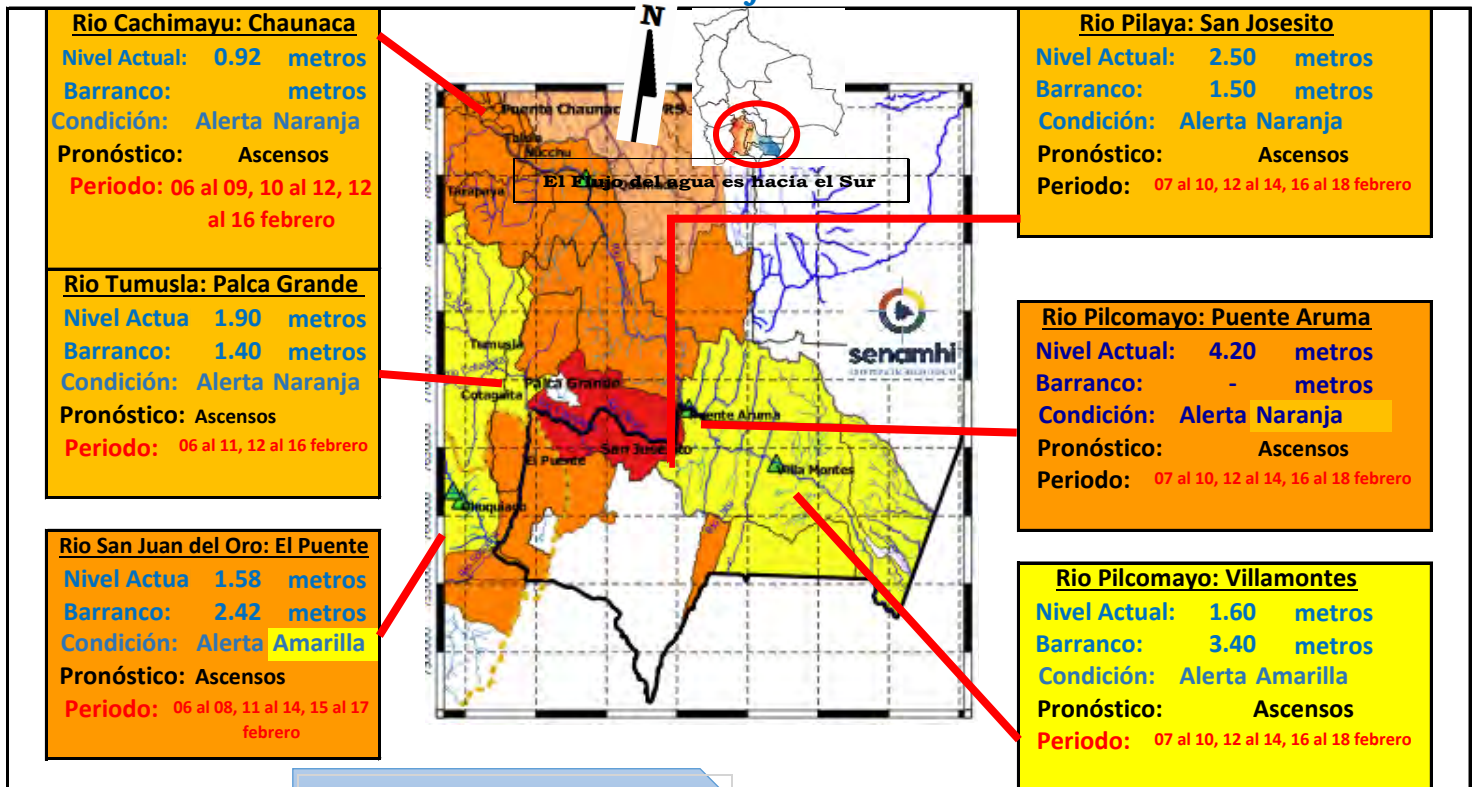 Rio Cachimayu: Chaunaca
Nivel Actual: 0.92 metros
Barranco: metros
Condición: Alerta Naranja
Pronóstico: Ascensos
Periodo: 06 al 09, 10 al 12, 12
al 16 febrero
Rio Tumusla: Palca Grande
Nivel Actua 1.90 metros
Barranco: 1.40 metros
Condición: Alerta Naranja
Pronóstico: Ascensos
Periodo: 06 al 11, 12 al 16 febrero
Rio San Juan del Oro: El Puente
Nivel Actua 1.58 metros
Barranco: 2.42 metros
Condición: Alerta Amarilla
Pronóstico: Ascensos
Periodo: 06 al 08, 11 al 14, 15 al 17
febrero
N
Puente Chaunac
Talula
Ñucchu
Tarapaya
El Flujo del agua es hacía el Sur
senamhi
Tumusla
Palca Grande
Cotagaita
Puente Aruma
San Josesito
El Puente
Villa Montes
Chuquiago
Rio Pilaya: San Josesito
Nivel Actual: 2.50 metros
Barranco: 1.50 metros
Condición: Alerta Naranja
Pronóstico: Ascensos
Periodo: 07 al 10, 12 al 14, 16 al 18 febrero
Rio Pilcomayo: Puente Aruma
Nivel Actual: 4.20 metros
Barranco: - metros
Condición: Alerta Naranja
Pronóstico: Ascensos
Periodo: 07 al 10, 12 al 14, 16 al 18 febrero
Rio Pilcomayo: Villamontes
Nivel Actual: 1.60 metros
Barranco: 3.40 metros
Condición: Alerta Amarilla
Pronóstico: Ascensos
Periodo: 07 al 10, 12 al 14, 16 al 18 febrero